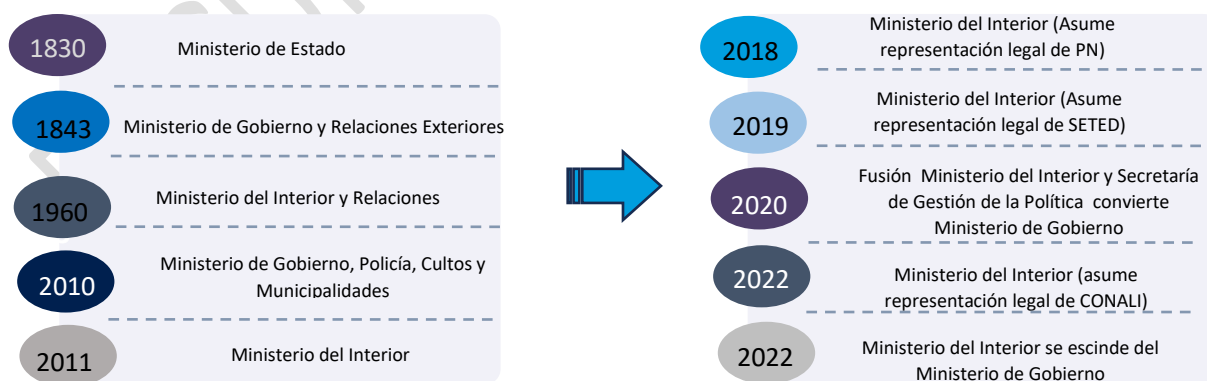 1830
Ministerio de Estado
1843
Ministerio de Gobierno y Relaciones Exteriores
1960
Ministerio del Interior y Relaciones
2010
Ministerio de Gobierno, Policía, Cultos y
Municipalidades
2011
Ministerio del Interior
2018
Ministerio del Interior (Asume
representación legal de PN)
2019
Ministerio del Interior (Asume
representación legal de SETED)
2020
Fusión Ministerio del Interior y Secretaría
de Gestión de la Política convierte
Ministerio de Gobierno
2022
Ministerio del Interior (asume
representación legal de CONALI)
2022
Ministerio del Interior se escinde del
Ministerio de Gobierno